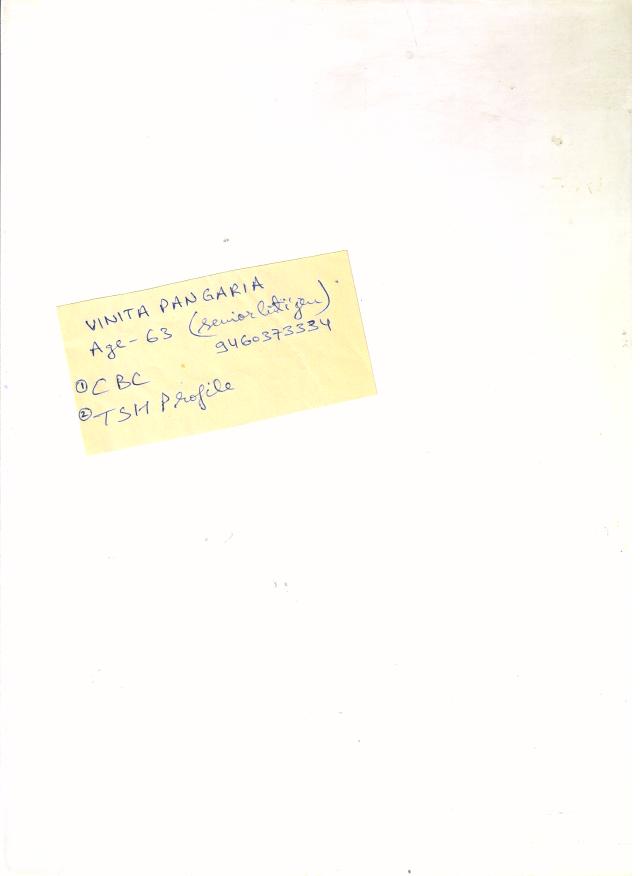 VINITA PANGARIA
Age - 63 (senior Citizen)
9460373334
① CBC
② TSH Profile